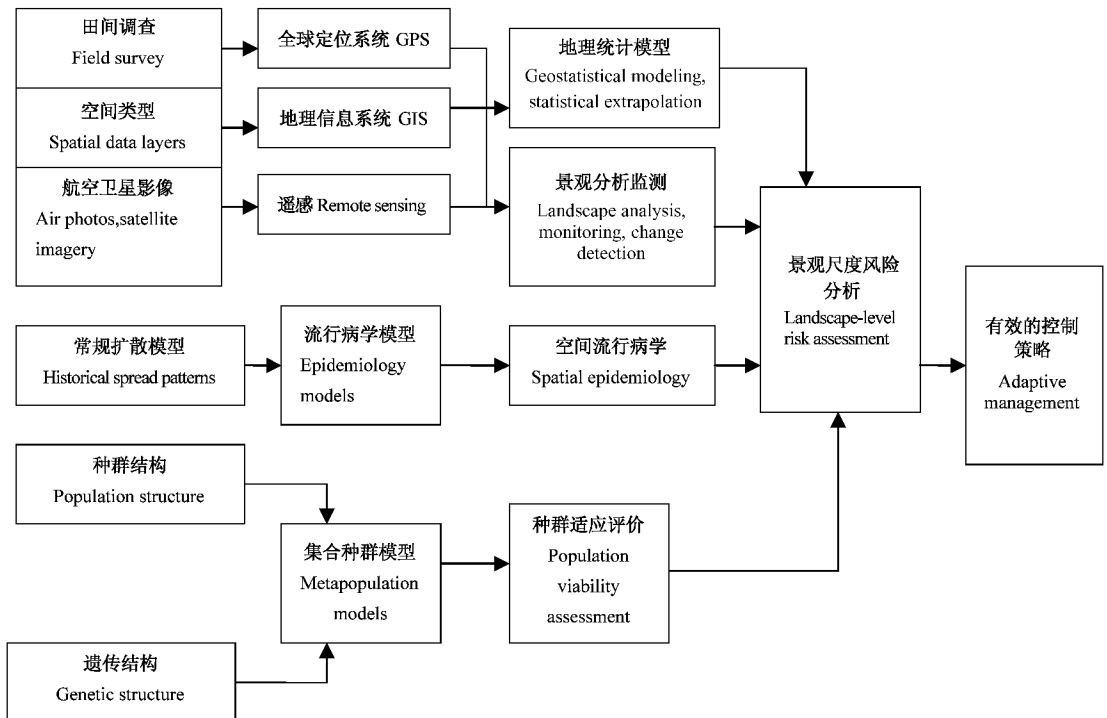 田间调查
Field survey
全球定位系统 GPS
地理统计模型
Geostatistical modeling,
statistical extrapolation
空间类型
Spatial data layers
地理信息系统 GIS
航空卫星影像
Air photos,satellite
imagery
遥感 Remote sensing
景观分析监测
Landscape analysis,
monitoring, change
detection
景观尺度风险
分析
Landscape-level
risk assessment
有效的控制
策略
Adaptive
management
常规扩散模型
Historical spread patterns
流行病学模型
Epidemiology
models
空间流行病学
Spatial epidemiology
种群结构
Population structure
集合种群模型
Metapopulation
models
种群适应评价
Population
viability
assessment
遗传结构
Genetic structure